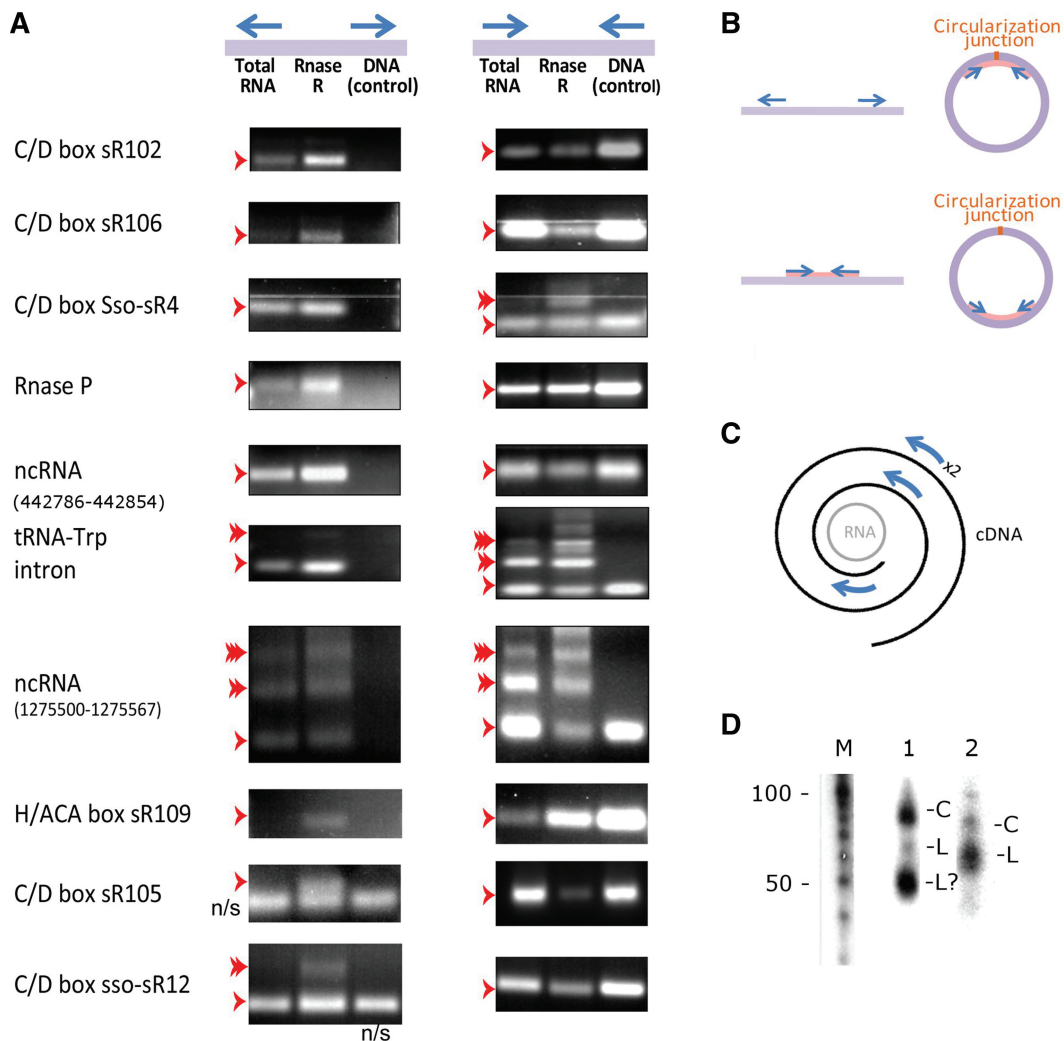 A
Total RNA
Rnase R
DNA (control)
Total RNA
Rnase R
DNA (control)
C/D box sR102
C/D box sR106
C/D box Sso-sR4
Rnase P
ncRNA
(442786-442854)
tRNA-Trp
intron
ncRNA
(1275500-1275567)
H/ACA box sR109
C/D box sR105
n/s
C/D box sso-sR12
n/s
B
Circularization
junction
Circularization
junction
C
x2
RNA
cDNA
D
M 1 2
100 -
50 -
-C
-L
-L?
-C
-L